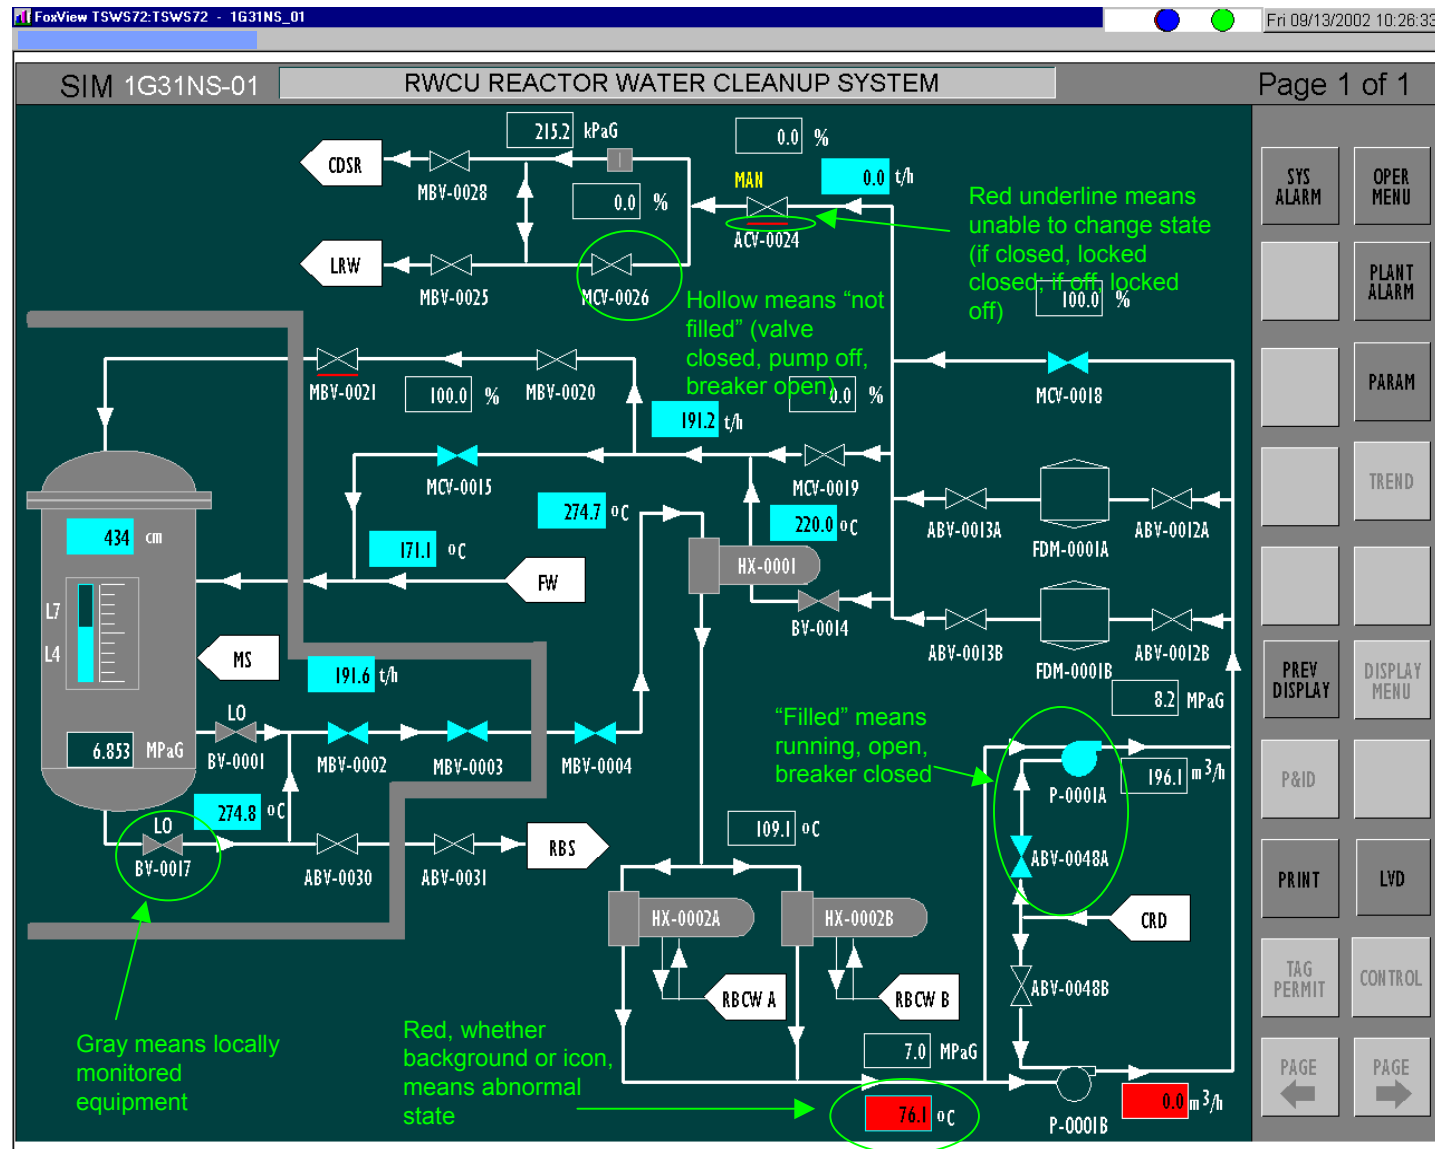 FoxView TSWS72:TSWS72 - 1G31NS_01
Fri 09/13/2002 10:26:33
SIM 1G31NS-01
RWCU REACTOR WATER CLEANUP SYSTEM
Page 1 of 1
215.2 kPaG
0.0 %
CDSR
MBV-0028
MAN
0.0 t/h
SYS ALARM
OPER MENU
0.0 %
ACV-0024
Red underline means
unable to change state
(if closed, locked
closed; if off, locked
off)
LRW
MBV-0025
MCV-0026
PLANT ALARM
100.0 %
Hollow means “not
filled” (valve
closed, pump off,
breaker open)
MBV-0021
100.0 %
MBV-0020
0.0 %
MCV-0018
PARAM
191.2 t/h
MCV-0015
MCV-0019
TREND
274.7 °C
220.0 °C
ABV-0013A
FDM-0001A
ABV-0012A
434 cm
171.1 °C
HX-0001
FW
L7
L4
BV-0014
MS
ABV-0013B
FDM-0001B
ABV-0012B
191.6 t/h
PREV DISPLAY
DISPLAY MENU
8.2 MPaG
LO
6.853 MPaG
BV-0001
MBV-0002
MBV-0003
MBV-0004
“Filled” means
running, open,
breaker closed
P-0001A
196.1 m3/h
P&ID
274.8 °C
LO
BV-0017
ABV-0030
ABV-0031
RBS
109.1 °C
ABV-0048A
PRINT
LVD
HX-0002A
HX-0002B
CRD
TAG PERMIT
CONTROL
RBCW A
RBCW B
ABV-0048B
Gray means locally
monitored
equipment
Red, whether
background or icon,
means abnormal
state
7.0 MPaG
76.1 °C
P-0001B
0.0 m3/h
PAGE
PAGE